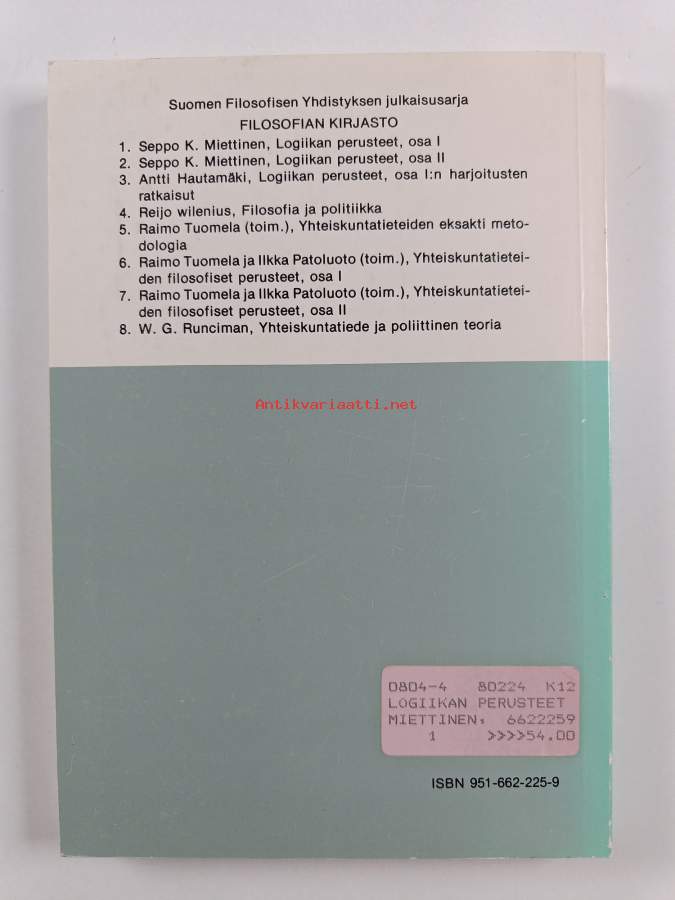 Suomen Filosofisen Yhdistyksen julkaisusarja
FILOSOFIAN KIRJASTO
1. Seppo K. Miettinen, Logiikan perusteet, osa I
2. Seppo K. Miettinen, Logiikan perusteet, osa II
3. Antti Hautamäki, Logiikan perusteet, osa I:n harjoitusten
ratkaisut
4. Reijo wilenius, Filosofia ja politiikka
5. Raimo Tuomela (toim.), Yhteiskuntatieteiden eksakti meto-
dologia
6. Raimo Tuomela ja Ilkka Patoluoto (toim.), Yhteiskuntatietei-
den filosofiset perusteet, osa I
7. Raimo Tuomela ja Ilkka Patoluoto (toim.), Yhteiskuntatietei-
den filosofiset perusteet, osa II
8. W. G. Runciman, Yhteiskuntatiede ja poliittinen teoria
Antikvariaatti.net
0804-4 80224 K12
LOGIIKAN PERUSTEET
MIETTINEN, 6622259
1 >>>>54.00
ISBN 951-662-225-9